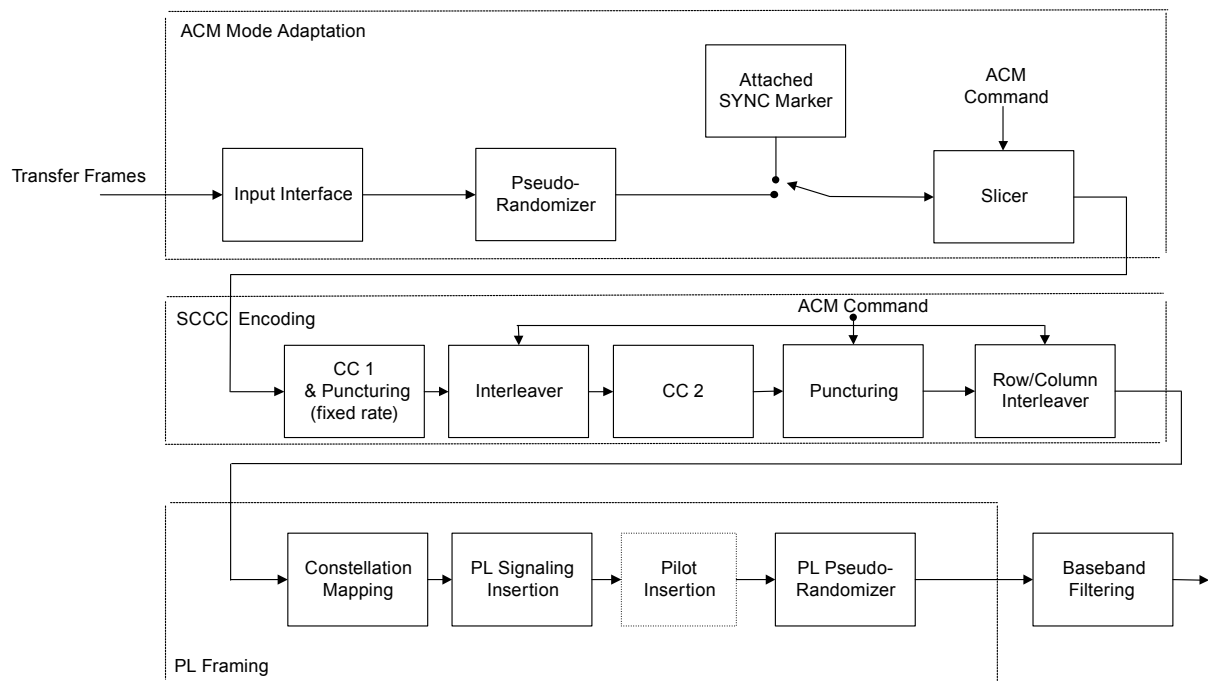 ACM Mode Adaptation
Attached
SYNC Marker
ACM
Command
Transfer Frames
Input Interface
Pseudo-
Randomizer
Slicer
SCCC Encoding
ACM Command
CC 1
& Puncturing
(fixed rate)
Interleaver
CC 2
Puncturing
Row/Column
Interleaver
Constellation
Mapping
PL Signaling
Insertion
Pilot
Insertion
PL Pseudo-
Randomizer
Baseband
Filtering
PL Framing